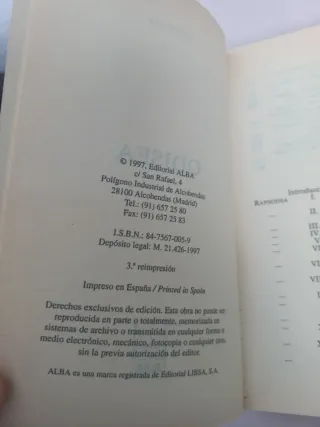 © 1997, Editorial ALBA
c/ San Rafael, 4
Polígono Industrial de Alcobendas
28100 Alcobendas (Madrid)
Tel.: (91) 657 25 80
Fax: (91) 657 25 83
I.S.B.N.: 84-7567-005-9
Depósito legal: M. 21.426-1997
3.ª reimpresión
Impreso en España / Printed in Spain
Derechos exclusivos de edición. Esta obra no puede ser
reproducida en parte o totalmente, memorizada en
sistemas de archivo o transmitida en cualquier forma o
medio electrónico, mecánico, fotocopia o cualquier otro,
sin la previa autorización del editor.
ALBA es una marca registrada de Editorial LIBSA, S.A.
RAPSODIA I.
II.
III.